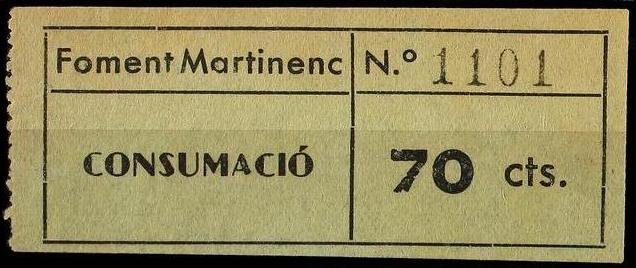 Foment Martinenc N.º 1101
CONSUMACIÓ 70 cts.